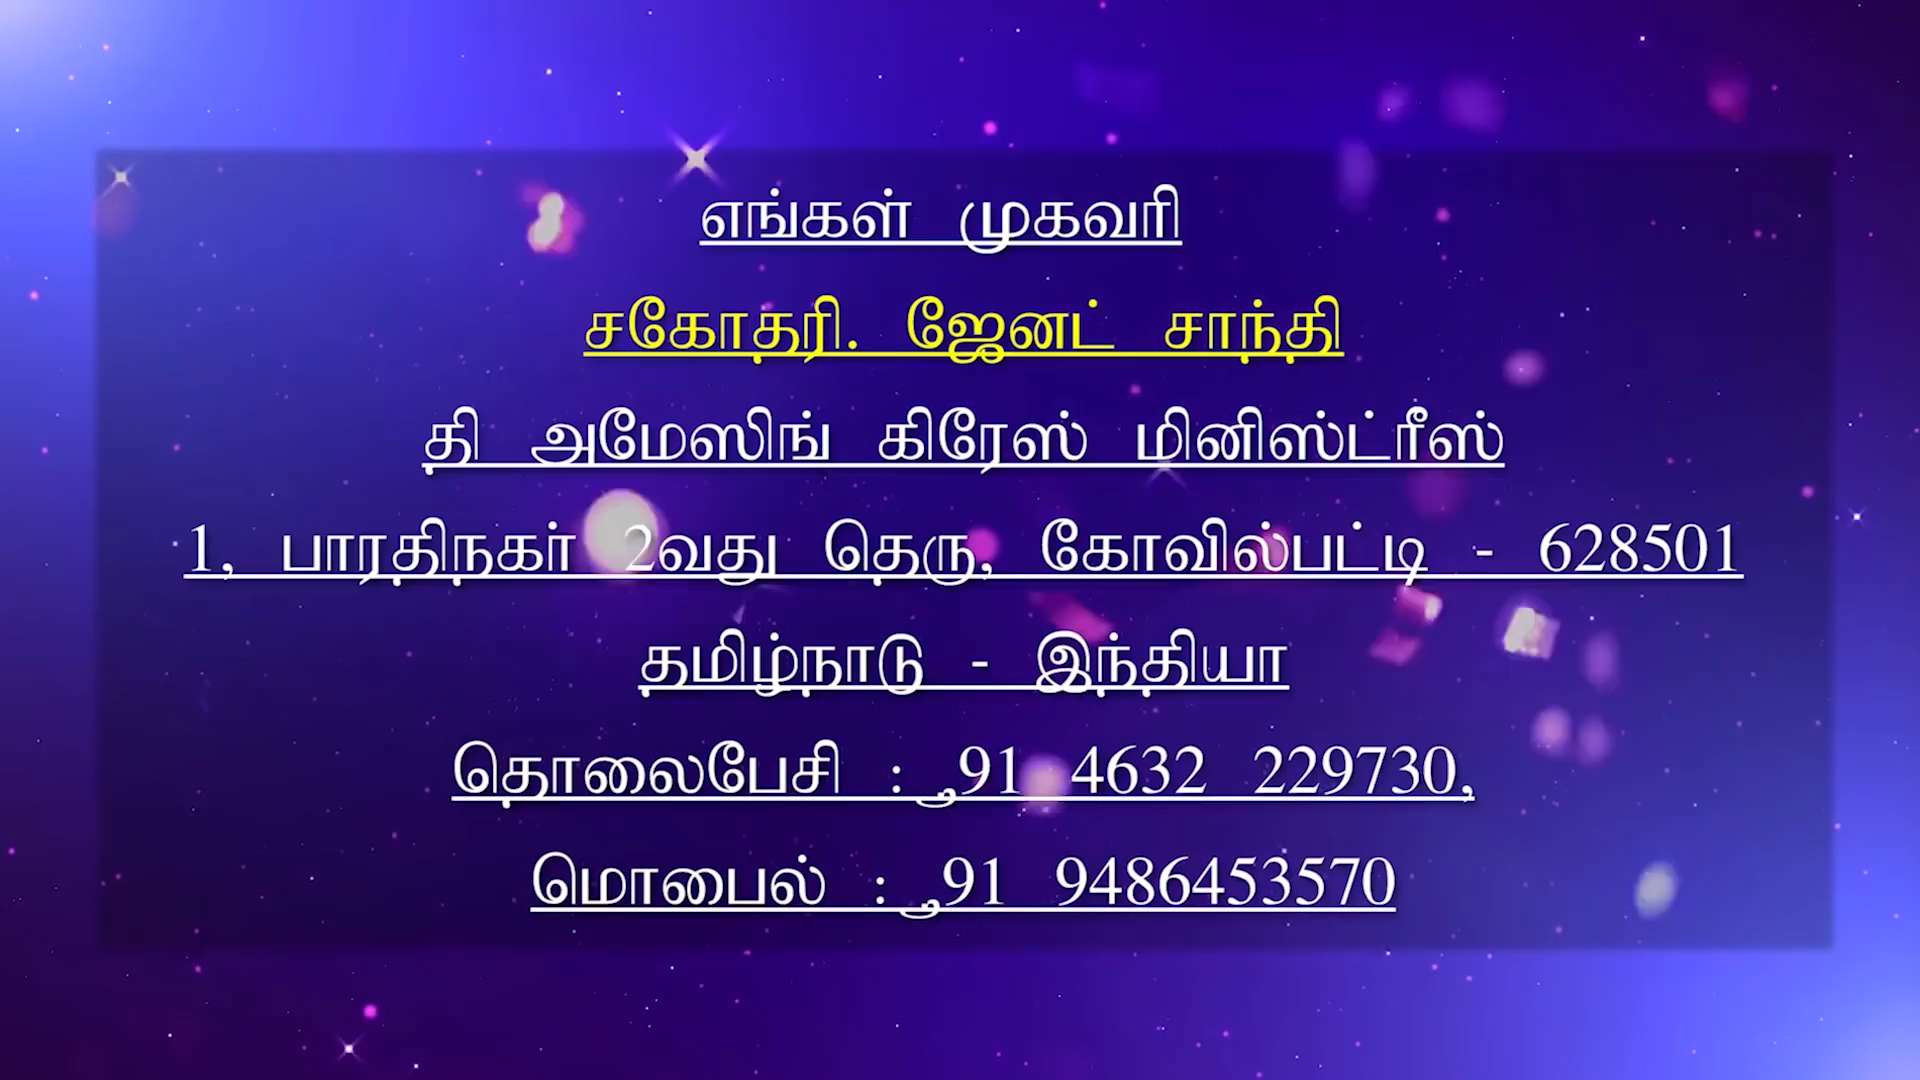 எங்கள் முகவரி
சகோதரி. ஜேனட் சாந்தி
தி அமேஸிங் கிரேஸ் மினிஸ்ட்ரீஸ்
1, பாரதிநகர் 2வது தெரு, கோவில்பட்டி - 628501
தமிழ்நாடு - இந்தியா
தொலைபேசி : ு91 4632 229730,
மொபைல் : ு91 9486453570